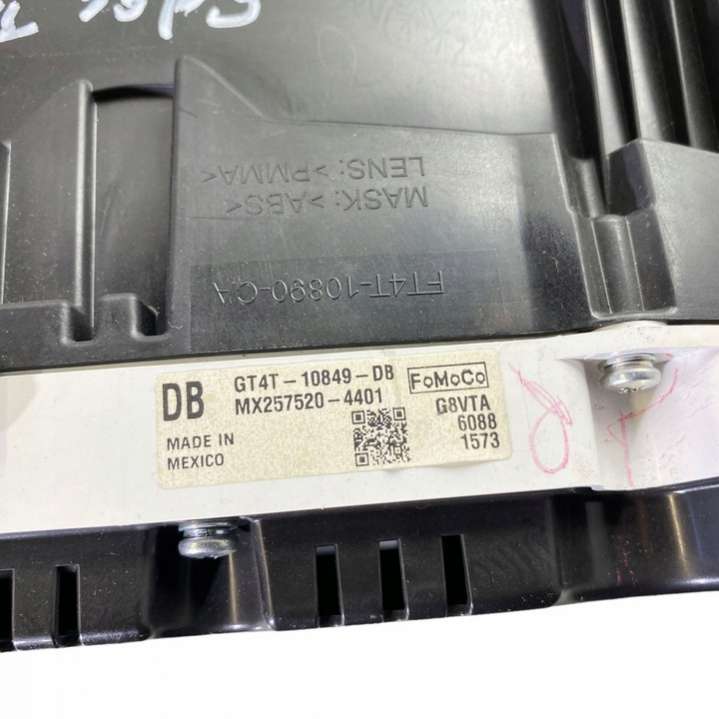 LENS: >PMMA<
MASK: >ABS<
FT4T-10890-CA
DB
GT4T-10849-DB
MX257520-4401
MADE IN
MEXICO
FoMoCo
G8VTA
6088
1573